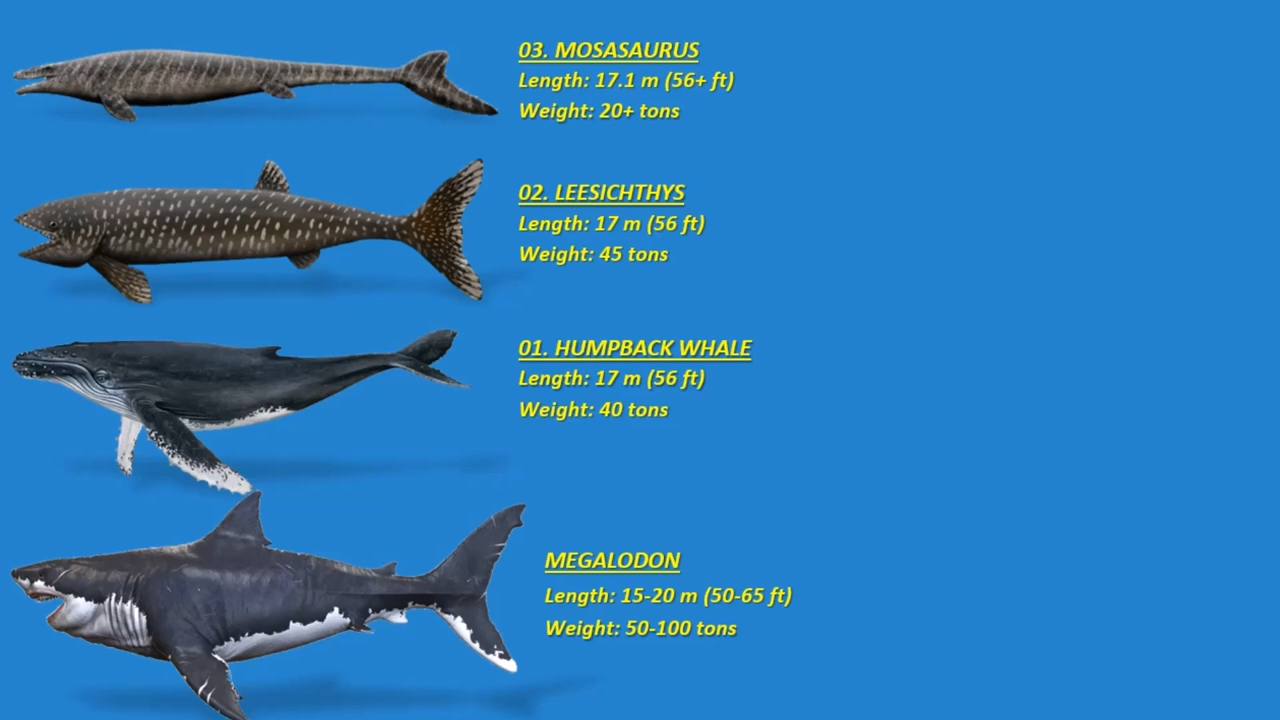 03. MOSASAURUS
Length: 17.1 m (56+ ft)
Weight: 20+ tons
02. LEESICHTHYS
Length: 17 m (56 ft)
Weight: 45 tons
01. HUMPBACK WHALE
Length: 17 m (56 ft)
Weight: 40 tons
MEGALODON
Length: 15-20 m (50-65 ft)
Weight: 50-100 tons